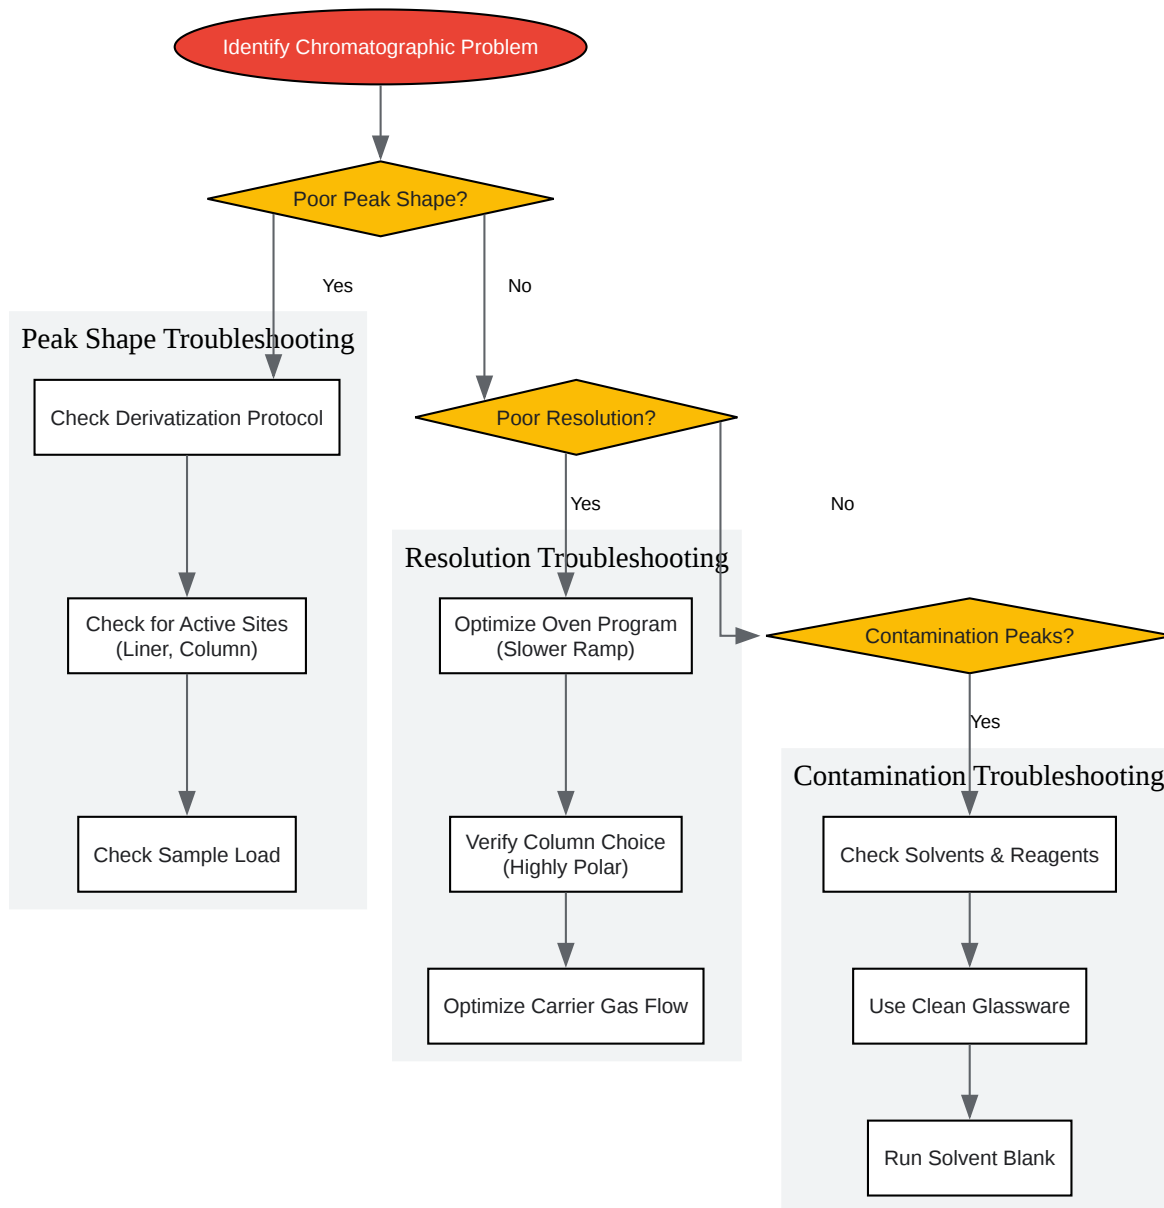 Identify Chromatographic Problem
Poor Peak Shape?
Yes
No
Peak Shape Troubleshooting
Check Derivatization Protocol
Poor Resolution?
Yes
No
Resolution Troubleshooting
Check for Active Sites
(Liner, Column)
Optimize Oven Program
(Slower Ramp)
Contamination Peaks?
Yes
Contamination Troubleshooting
Check Sample Load
Verify Column Choice
(Highly Polar)
Check Solvents & Reagents
Optimize Carrier Gas Flow
Use Clean Glassware
Run Solvent Blank